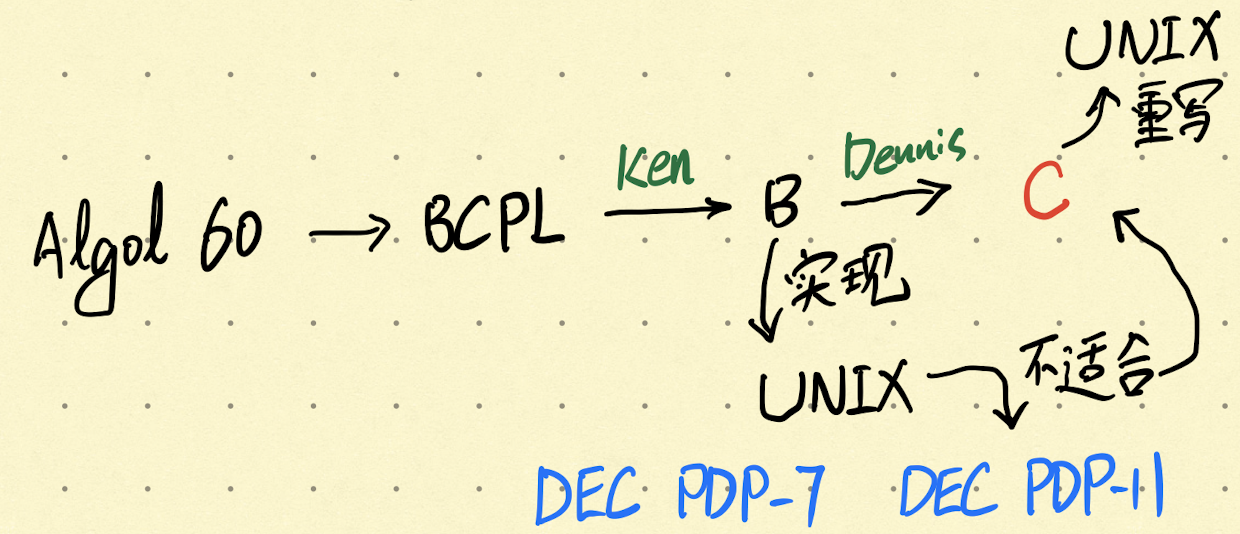 UNIX
重写
Ken
Dennis
Algol 60 → BCPL → B → C
实现
UNIX
不适合
DEC PDP-7 DEC PDP-11